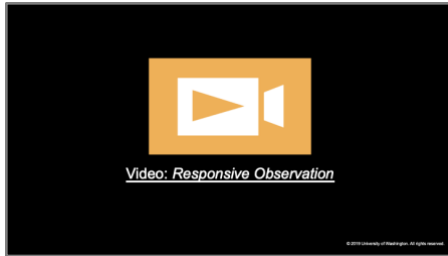 Video: Responsive Observation
© 2019 University of Washington. All rights reserved.